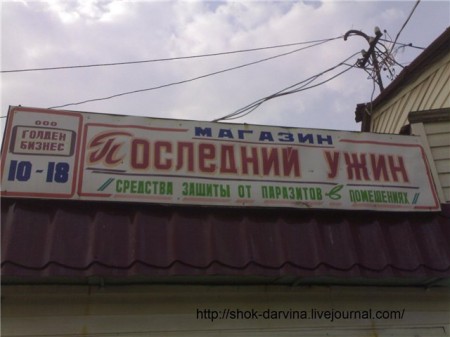 ООО
ГОЛДЕН
БИЗНЕС
10-18
МАГАЗИН
ПОСЛЕДНИЙ УЖИН
СРЕДСТВА ЗАЩИТЫ ОТ ПАРАЗИТОВ В ПОМЕЩЕНИЯХ
http://shok-darvina.livejournal.com/